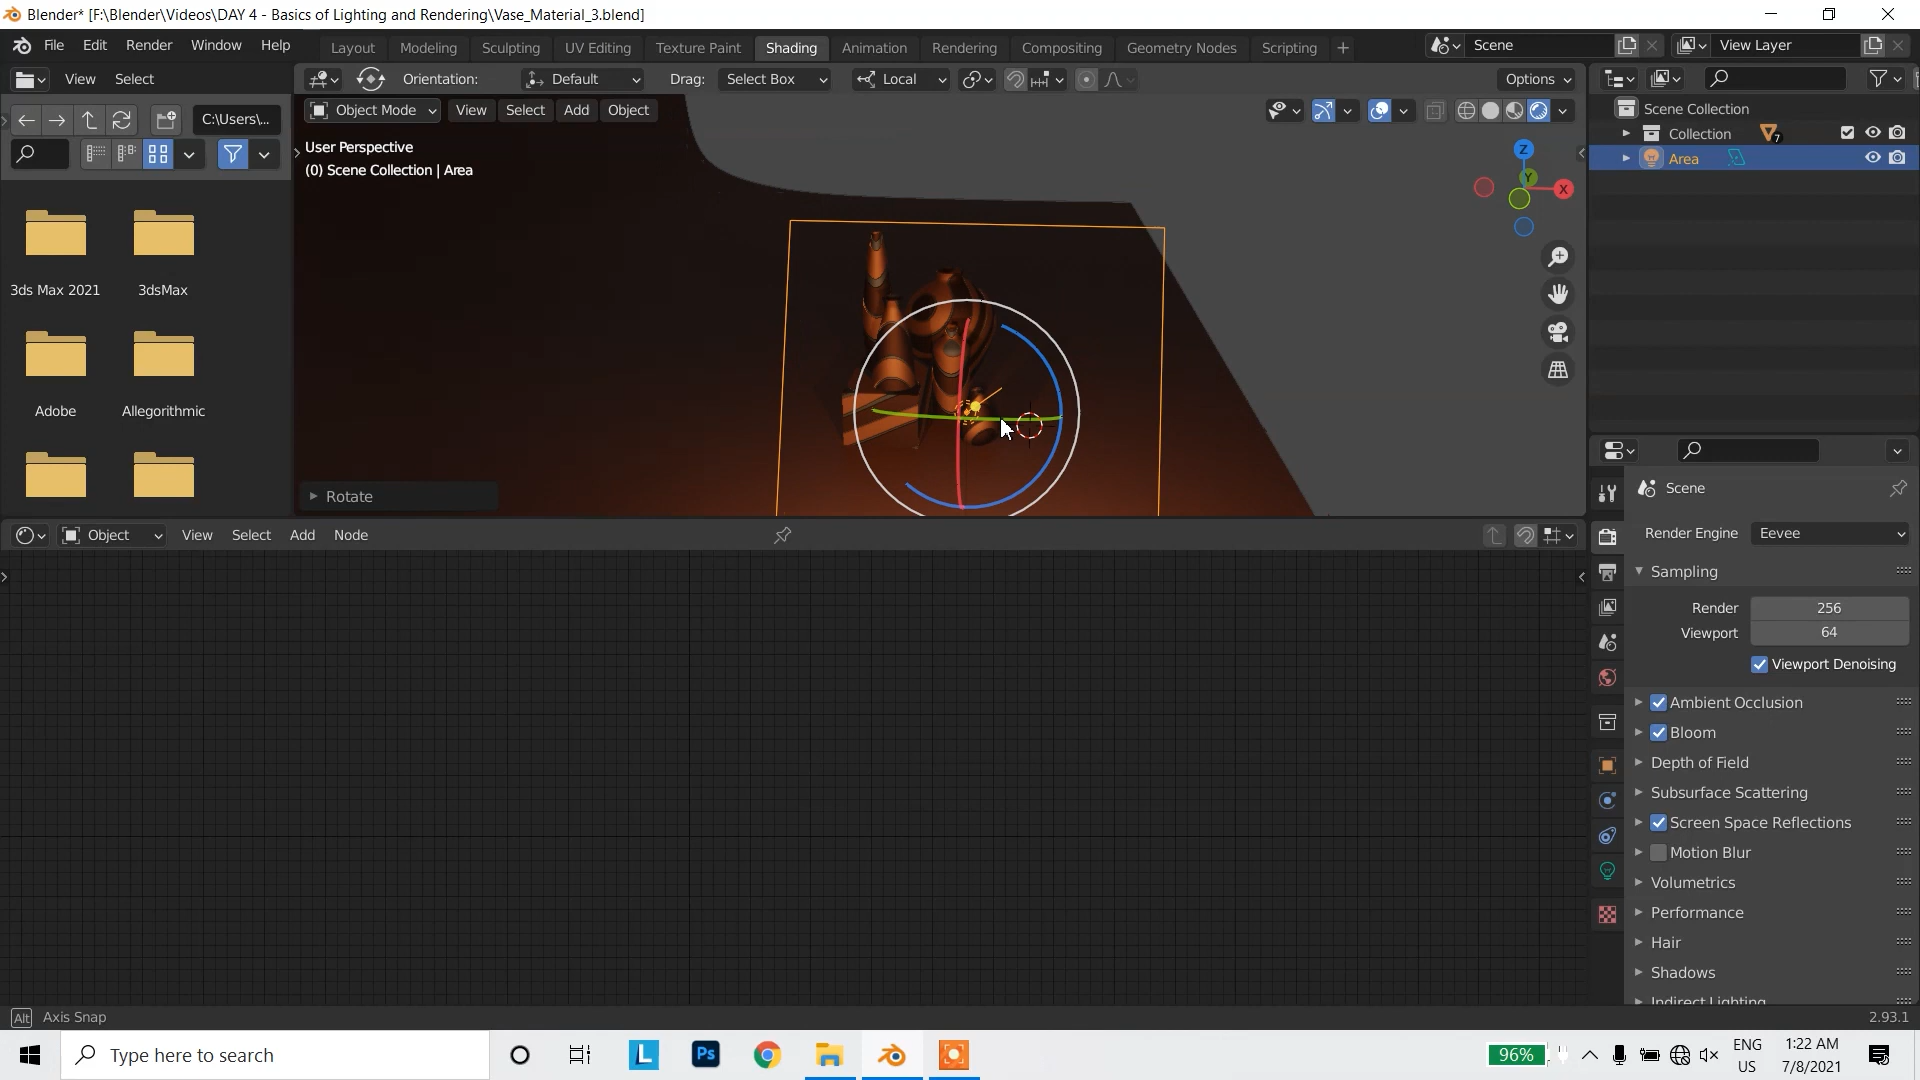 Blender* [F:\Blender\Videos\DAY 4 - Basics of Lighting and Rendering\Vase_Material_3.blend]
File Edit Render Window Help Layout Modeling Sculpting UV Editing Texture Paint Shading Animation Rendering Compositing Geometry Nodes Scripting + Scene View Layer
View Select Orientation: Default Drag: Select Box Local Options
C:\Users\... Object Mode View Select Add Object Scene Collection
Collection 7
User Perspective
(0) Scene Collection | Area
Area
Z
Y
X
3ds Max 2021 3dsMax
Adobe Allegorithmic
Rotate
Scene
Object View Select Add Node Render Engine Eevee
Sampling
Render 256
Viewport 64
Viewport Denoising
Ambient Occlusion
Bloom
Depth of Field
Subsurface Scattering
Screen Space Reflections
Motion Blur
Volumetrics
Performance
Hair
Shadows
Indirect Lighting
Alt Axis Snap 2.93.1
Type here to search L Ps 96% ENG US 1:22 AM 7/8/2021